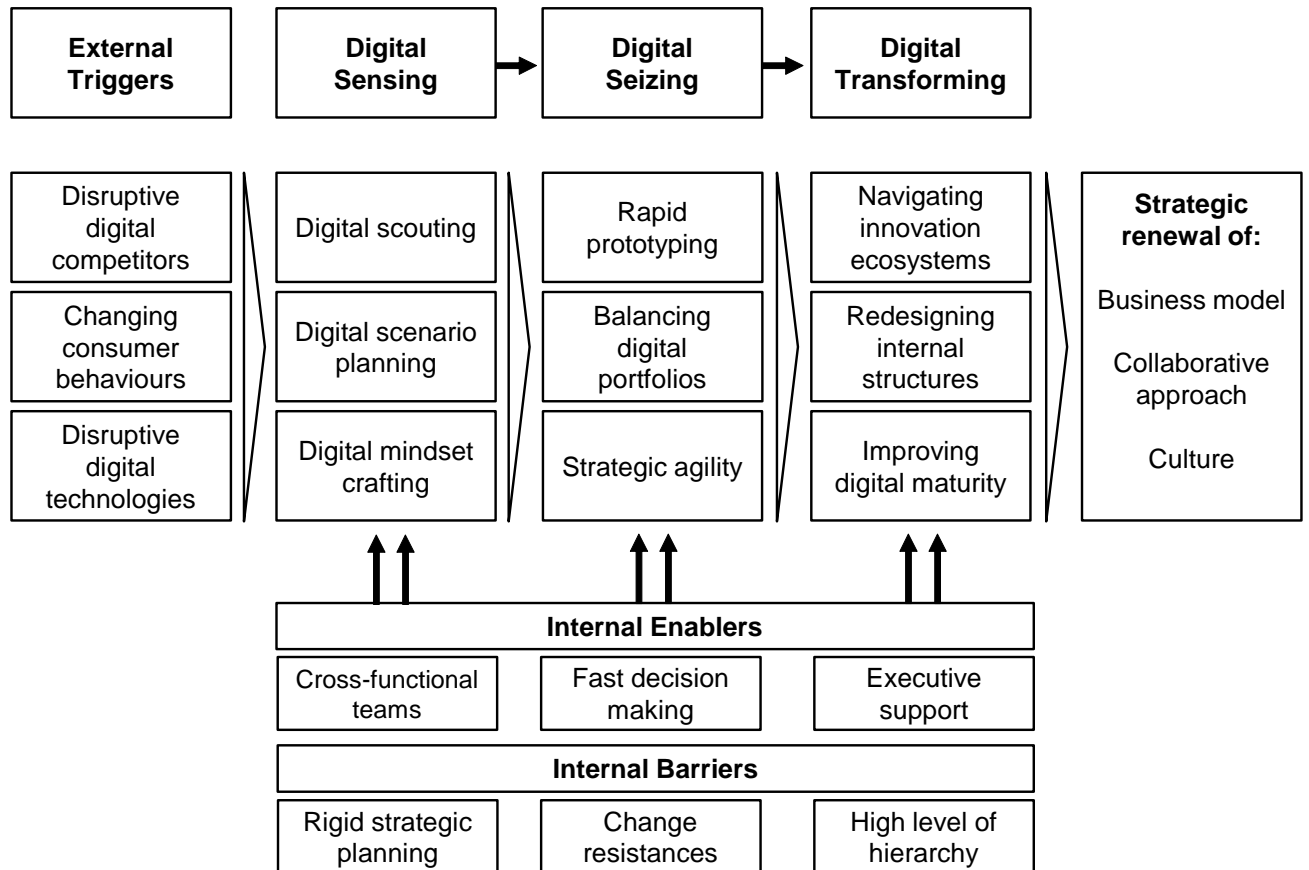 External
Triggers
Digital
Sensing
Digital
Seizing
Digital
Transforming
Disruptive
digital
competitors
Changing
consumer
behaviours
Disruptive
digital
technologies
Digital scouting
Digital scenario
planning
Digital mindset
crafting
Rapid
prototyping
Balancing
digital
portfolios
Strategic agility
Navigating
innovation
ecosystems
Redesigning
internal
structures
Improving
digital maturity
Strategic
renewal of:
Business model
Collaborative
approach
Culture
Internal Enablers
Cross-functional
teams
Fast decision
making
Executive
support
Internal Barriers
Rigid strategic
planning
Change
resistances
High level of
hierarchy